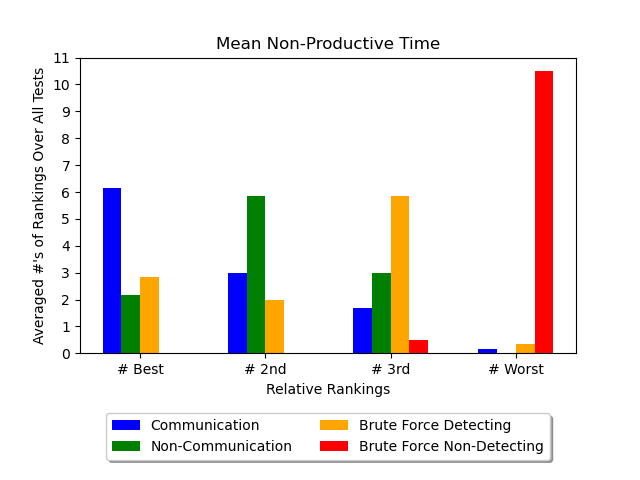 Mean Non-Productive Time
Averaged #'s of Rankings Over All Tests
11
10
9
8
7
6
5
4
3
2
1
0
# Best
# 2nd
# 3rd
# Worst
Relative Rankings
Communication
Non-Communication
Brute Force Detecting
Brute Force Non-Detecting